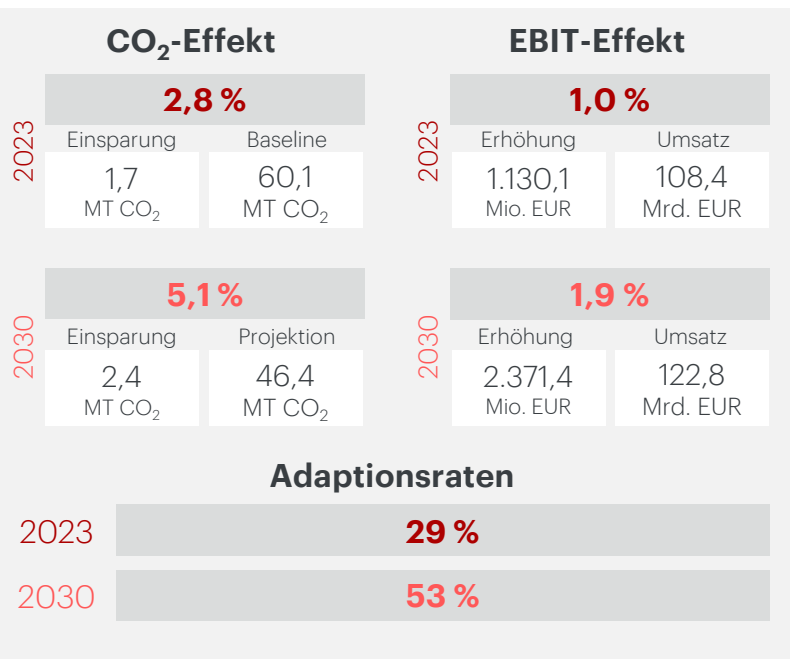 CO₂-Effekt
2,8 %
2023
Einsparung Baseline
1,7 60,1
MT CO₂ MT CO₂
5,1 %
2030
Einsparung Projektion
2,4 46,4
MT CO₂ MT CO₂
EBIT-Effekt
1,0 %
2023
Erhöhung Umsatz
1.130,1 108,4
Mio. EUR Mrd. EUR
1,9 %
2030
Erhöhung Umsatz
2.371,4 122,8
Mio. EUR Mrd. EUR
Adaptionsraten
2023 29 %
2030 53 %